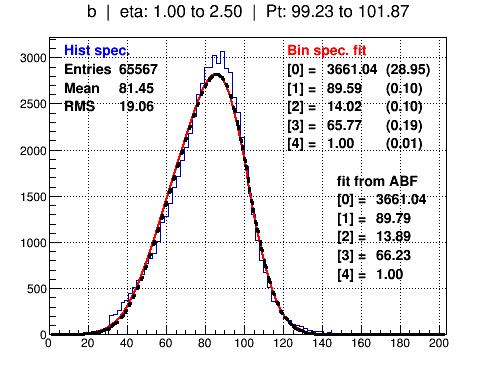 b | eta: 1.00 to 2.50 | Pt: 99.23 to 101.87
Hist spec.
Entries 65567
Mean 81.45
RMS 19.06
Bin spec. fit
[0] = 3661.04 (28.95)
[1] = 89.59 (0.10)
[2] = 14.02 (0.10)
[3] = 65.77 (0.19)
[4] = 1.00 (0.01)
fit from ABF
[0] = 3661.04
[1] = 89.79
[2] = 13.89
[3] = 66.23
[4] = 1.00
3000
2500
2000
1500
1000
500
0
0 20 40 60 80 100 120 140 160 180 200